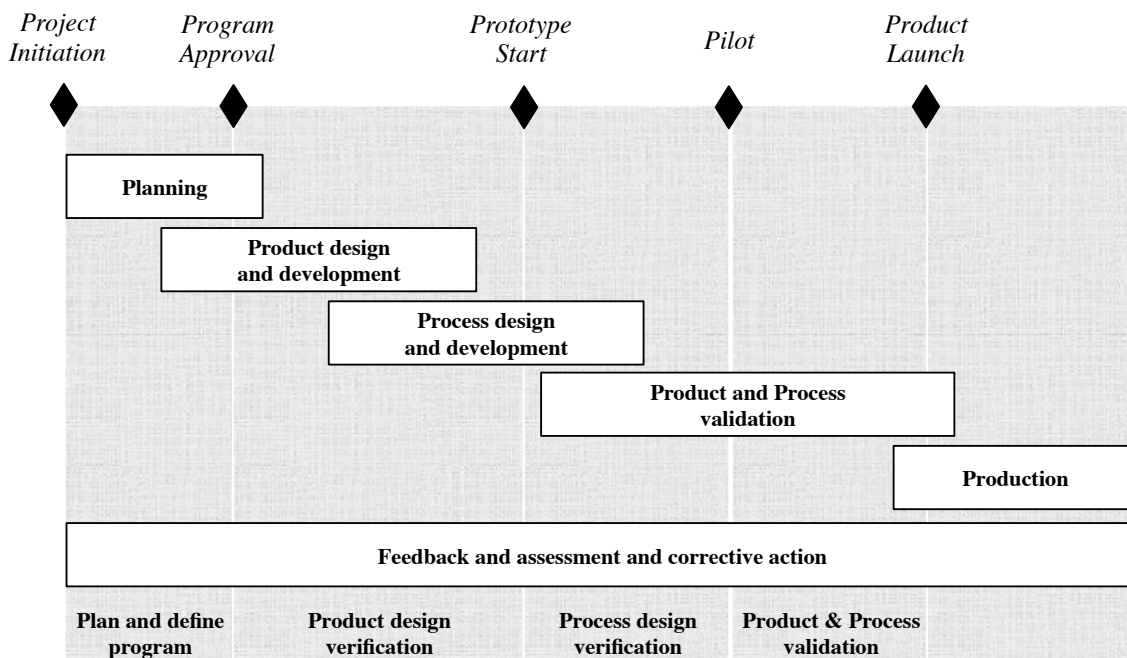 Project
Initiation
Program
Approval
Prototype
Start
Pilot
Product
Launch
Planning
Product design
and development
Process design
and development
Product and Process
validation
Production
Feedback and assessment and corrective action
Plan and define
program
Product design
verification
Process design
verification
Product & Process
validation